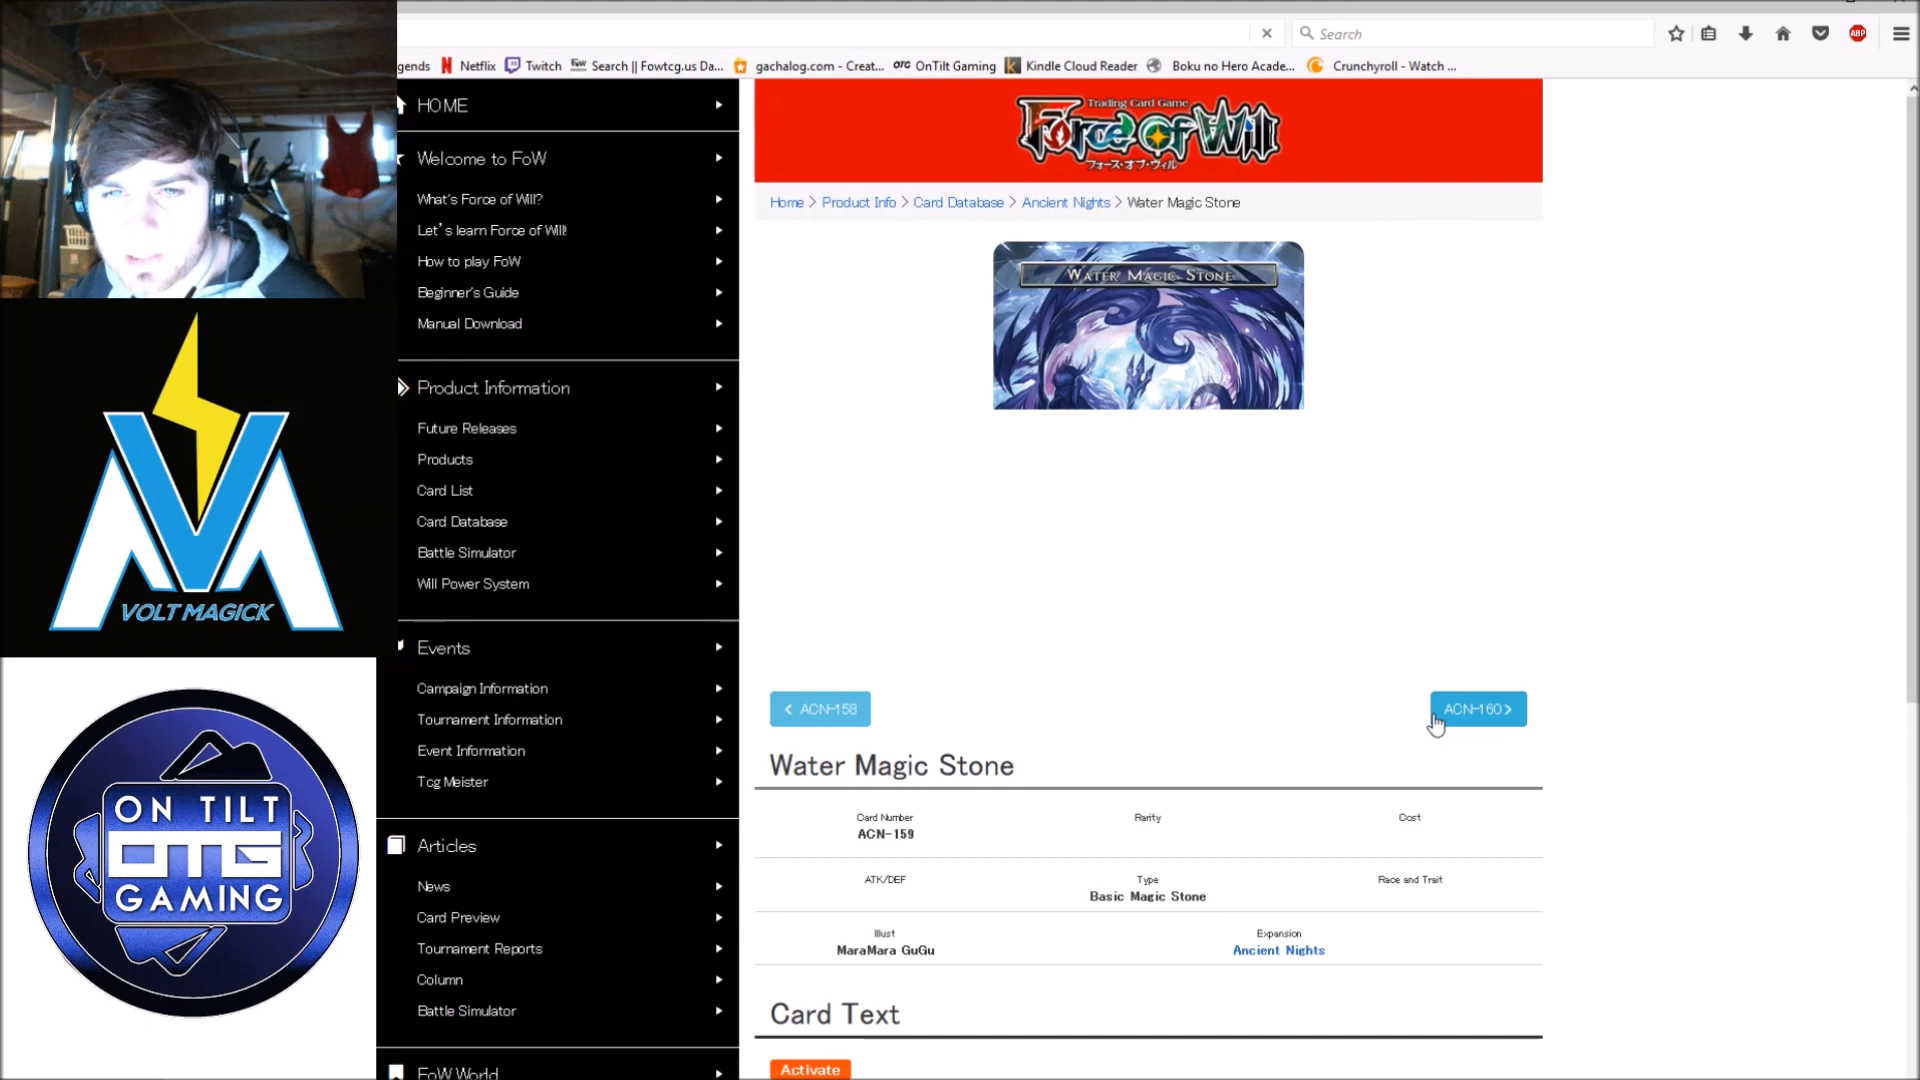 Search
gends
Netflix
Twitch
Search || Fowtcg.us Da...
gachalog.com - Creat...
OTG OnTilt Gaming
Kindle Cloud Reader
Boku no Hero Acade...
Crunchyroll - Watch ...
ABP
HOME
Welcome to FoW
What's Force of Will?
Let's learn Force of Will!
How to play FoW
Beginner's Guide
Manual Download
Product Information
Future Releases
Products
Card List
Card Database
Battle Simulator
Will Power System
Events
Campaign Information
Tournament Information
Event Information
Tcg Meister
Articles
News
Card Preview
Tournament Reports
Column
Battle Simulator
FoW World
Trading Card Game
Force of Will
フォース・オブ・ウィル
Home > Product Info > Card Database > Ancient Nights > Water Magic Stone
WATER MAGIC STONE
< ACN-158
ACN-160 >
Water Magic Stone
Card Number
ACN-159
Rarity
Cost
ATK/DEF
Type
Basic Magic Stone
Race and Trait
Illust
MaraMara GuGu
Expansion
Ancient Nights
Card Text
Activate
VOLT MAGICK
ON TILT
OTG
GAMING